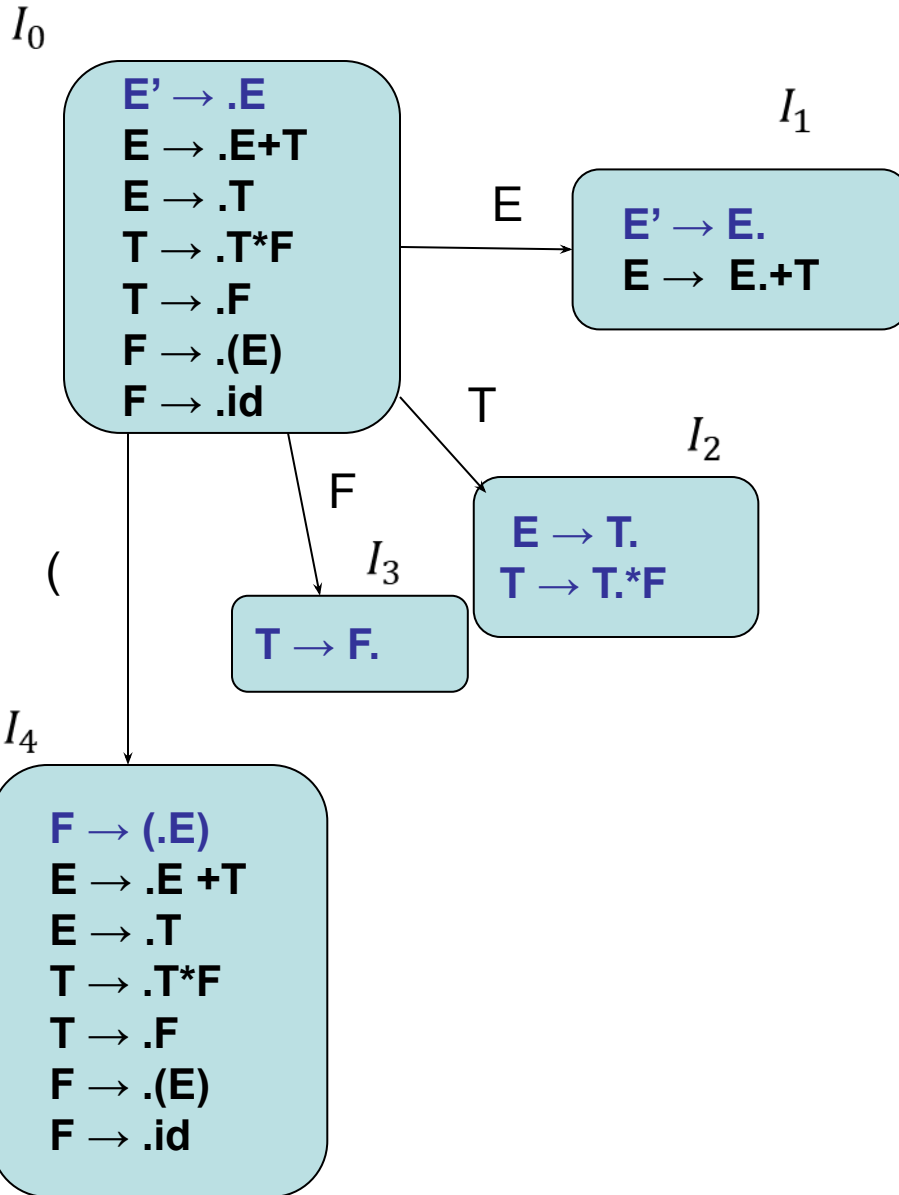 I₀
E’ → .E
E → .E+T
E → .T
T → .T*F
T → .F
F → .(E)
F → .id
E
I₁
E’ → E.
E → E.+T
T
I₂
E → T.
T → T.*F
F
I₃
T → F.
(
I₄
F → (.E)
E → .E +T
E → .T
T → .T*F
T → .F
F → .(E)
F → .id